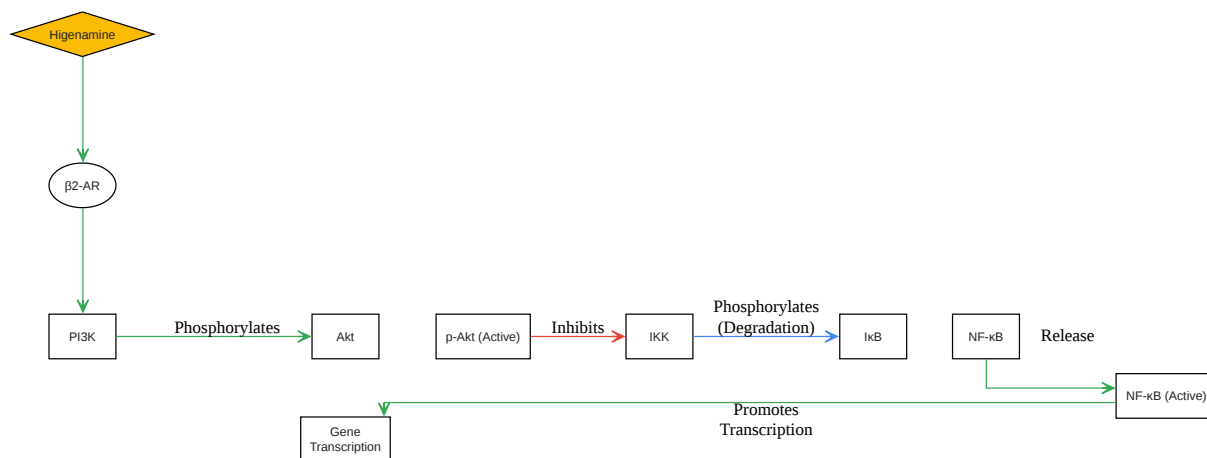 Higenamine
β2-AR
PI3K
Phosphorylates
Akt
p-Akt (Active)
Inhibits
IKK
Phosphorylates
(Degradation)
IκB
NF-κB
Release
NF-κB (Active)
Promotes
Transcription
Gene
Transcription